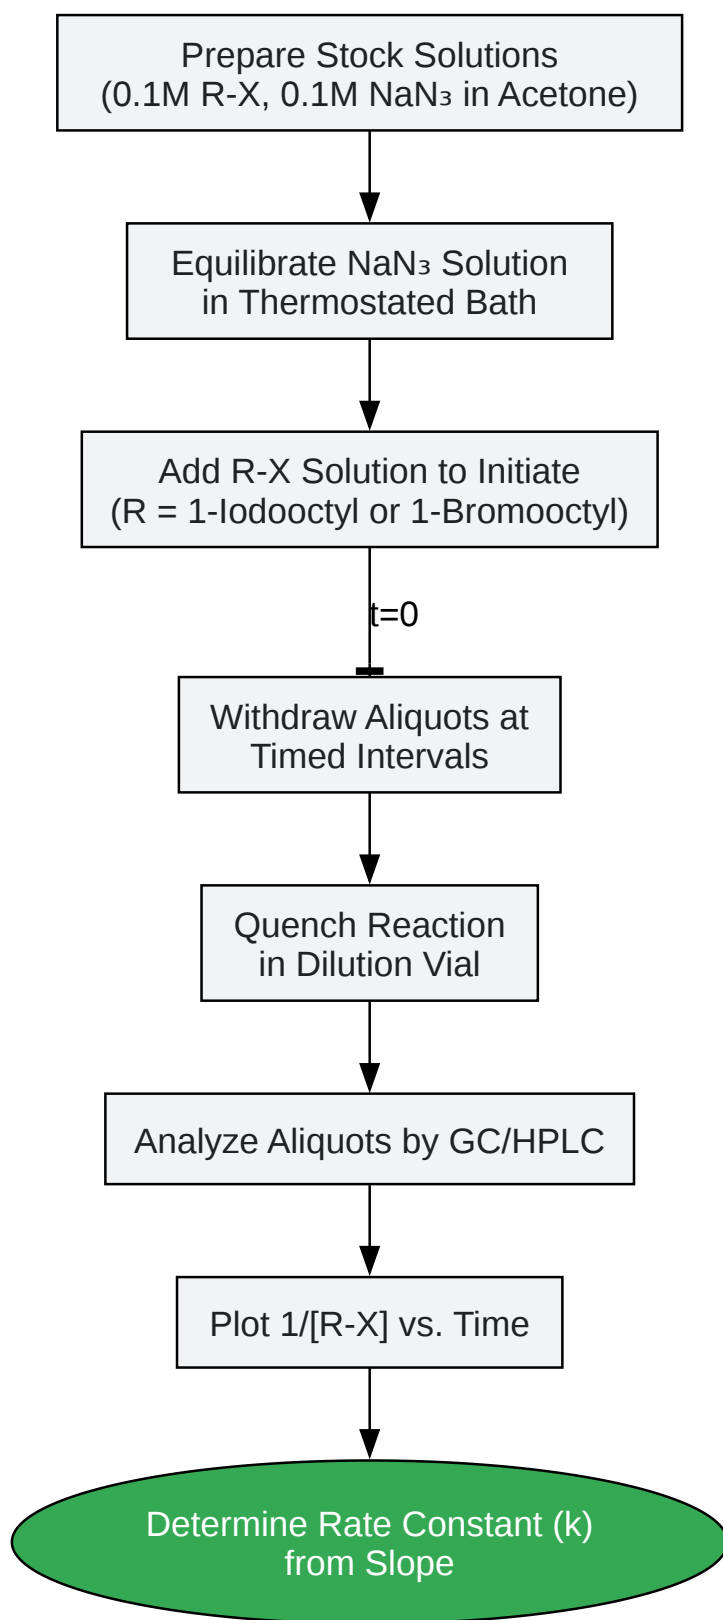 Prepare Stock Solutions
(0.1M R-X, 0.1M NaN₃ in Acetone)
Equilibrate NaN₃ Solution
in Thermostated Bath
Add R-X Solution to Initiate
(R = 1-Iodooctyl or 1-Bromooctyl)
t=0
Withdraw Aliquots at
Timed Intervals
Quench Reaction
in Dilution Vial
Analyze Aliquots by GC/HPLC
Plot 1/[R-X] vs. Time
Determine Rate Constant (k)
from Slope